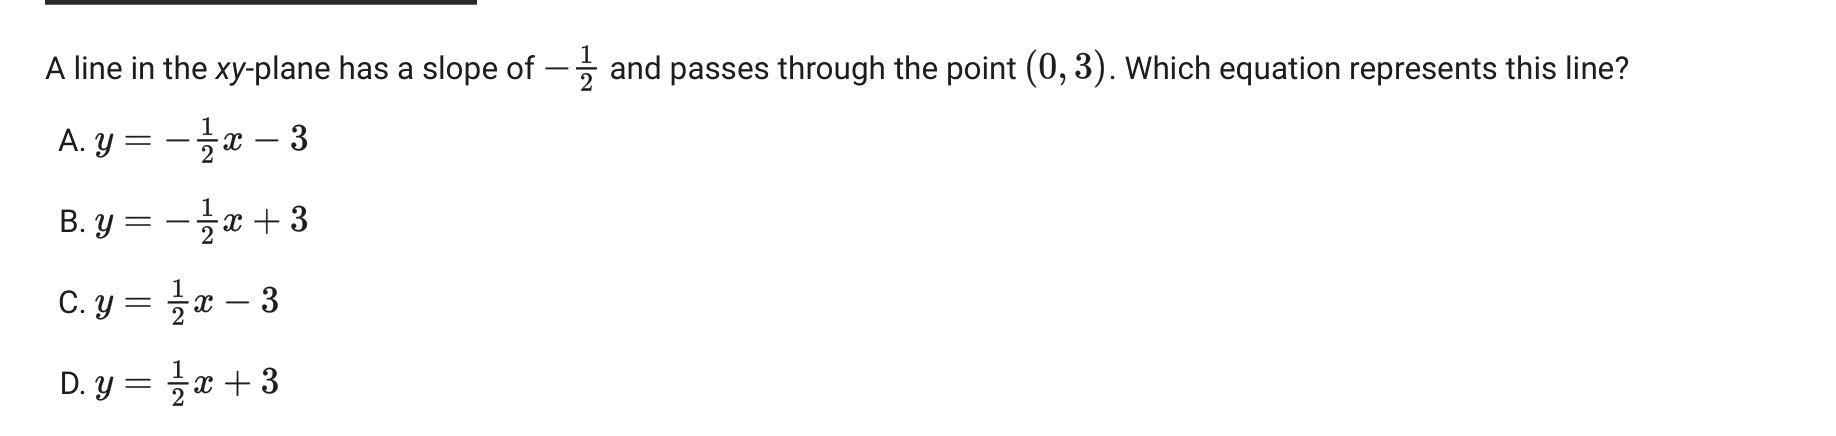 A line in the xy-plane has a slope of −1/2 and passes through the point (0, 3). Which equation represents this line?
A. y = −1/2x − 3
B. y = −1/2x + 3
C. y = 1/2x − 3
D. y = 1/2x + 3